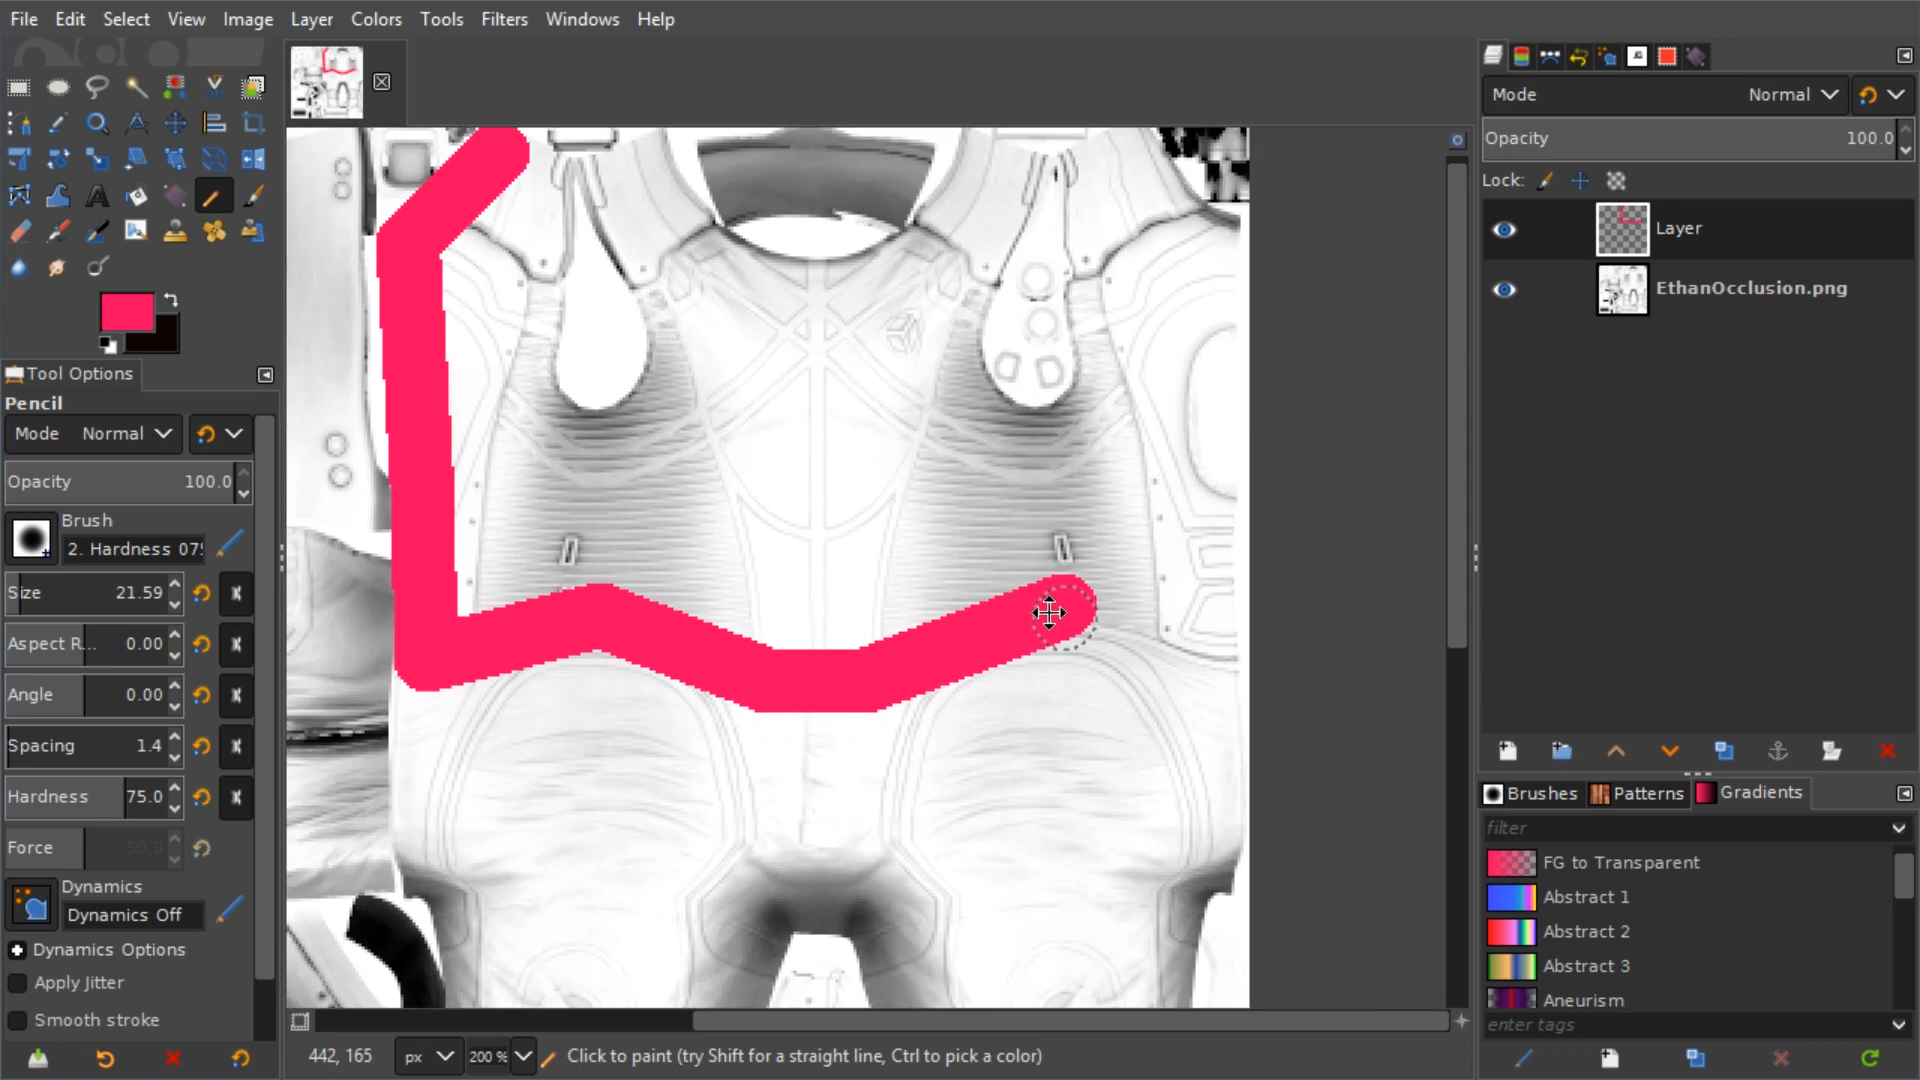 File Edit Select View Image Layer Colors Tools Filters Windows Help
Tool Options
Pencil
Mode Normal
Opacity 100.0
Brush
2. Hardness 075
Size 21.59
Aspect R... 0.00
Angle 0.00
Spacing 1.4
Hardness 75.0
Force 50.0
Dynamics
Dynamics Off
Dynamics Options
Apply Jitter
Smooth stroke
442, 165 px 200 % Click to paint (try Shift for a straight line, Ctrl to pick a color)
Mode Normal
Opacity 100.0
Lock:
Layer
EthanOcclusion.png
Brushes Patterns Gradients
filter
FG to Transparent
Abstract 1
Abstract 2
Abstract 3
Aneurism
enter tags